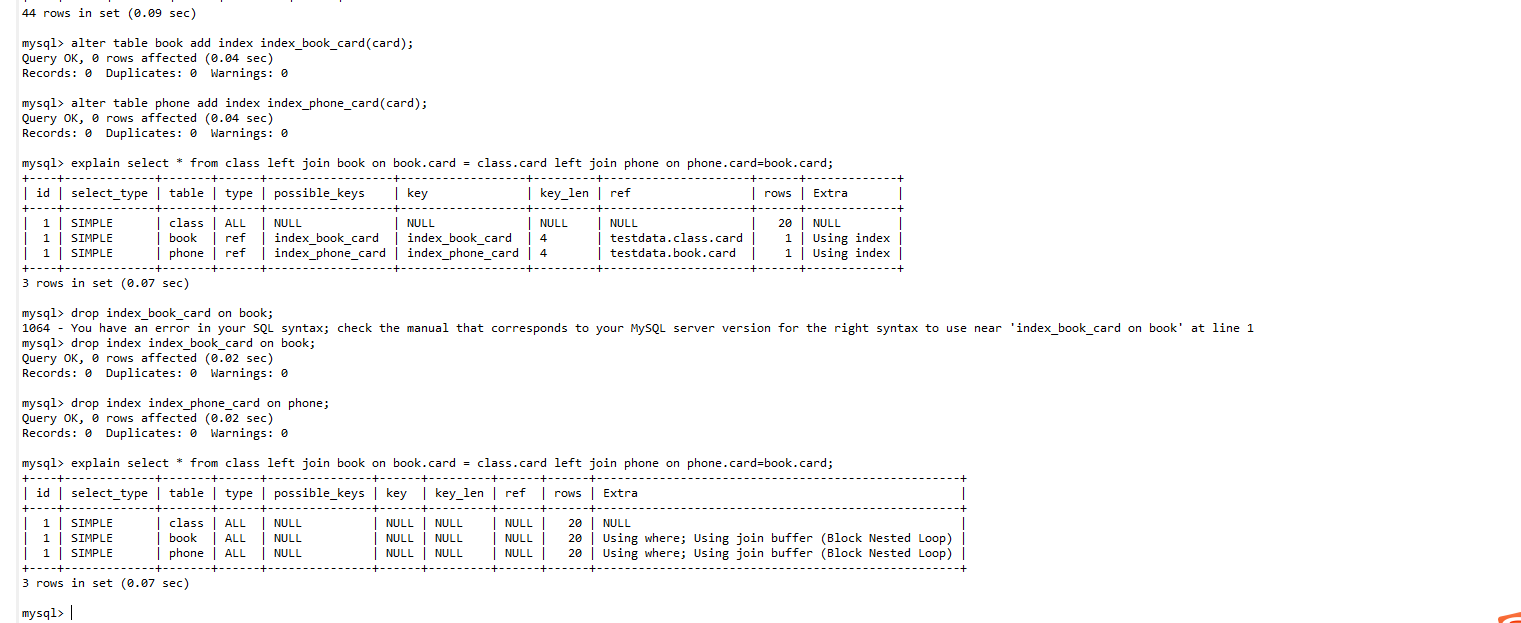 44 rows in set (0.09 sec)
mysql> alter table book add index index_book_card(card);
Query OK, 0 rows affected (0.04 sec)
Records: 0  Duplicates: 0  Warnings: 0
mysql> alter table phone add index index_phone_card(card);
Query OK, 0 rows affected (0.04 sec)
Records: 0  Duplicates: 0  Warnings: 0
mysql> explain select * from class left join book on book.card = class.card left join phone on phone.card=book.card;
+----+-------------+-------+------+------------------+------------------+---------+---------------------+------+-------------+
| id | select_type | table | type | possible_keys    | key              | key_len | ref                 | rows | Extra       |
+----+-------------+-------+------+------------------+------------------+---------+---------------------+------+-------------+
|  1 | SIMPLE      | class | ALL  | NULL             | NULL             | NULL    | NULL                |   20 | NULL        |
|  1 | SIMPLE      | book  | ref  | index_book_card  | index_book_card  | 4       | testdata.class.card |    1 | Using index |
|  1 | SIMPLE      | phone | ref  | index_phone_card | index_phone_card | 4       | testdata.book.card  |    1 | Using index |
+----+-------------+-------+------+------------------+------------------+---------+---------------------+------+-------------+
3 rows in set (0.07 sec)
mysql> drop index_book_card on book;
1064 - You have an error in your SQL syntax; check the manual that corresponds to your MySQL server version for the right syntax to use near 'index_book_card on book' at line 1
mysql> drop index index_book_card on book;
Query OK, 0 rows affected (0.02 sec)
Records: 0  Duplicates: 0  Warnings: 0
mysql> drop index index_phone_card on phone;
Query OK, 0 rows affected (0.02 sec)
Records: 0  Duplicates: 0  Warnings: 0
mysql> explain select * from class left join book on book.card = class.card left join phone on phone.card=book.card;
+----+-------------+-------+------+---------------+------+---------+------+------+----------------------------------------------------+
| id | select_type | table | type | possible_keys | key  | key_len | ref  | rows | Extra                                              |
+----+-------------+-------+------+---------------+------+---------+------+------+----------------------------------------------------+
|  1 | SIMPLE      | class | ALL  | NULL          | NULL | NULL    | NULL |   20 | NULL                                               |
|  1 | SIMPLE      | book  | ALL  | NULL          | NULL | NULL    | NULL |   20 | Using where; Using join buffer (Block Nested Loop) |
|  1 | SIMPLE      | phone | ALL  | NULL          | NULL | NULL    | NULL |   20 | Using where; Using join buffer (Block Nested Loop) |
+----+-------------+-------+------+---------------+------+---------+------+------+----------------------------------------------------+
3 rows in set (0.07 sec)
mysql>